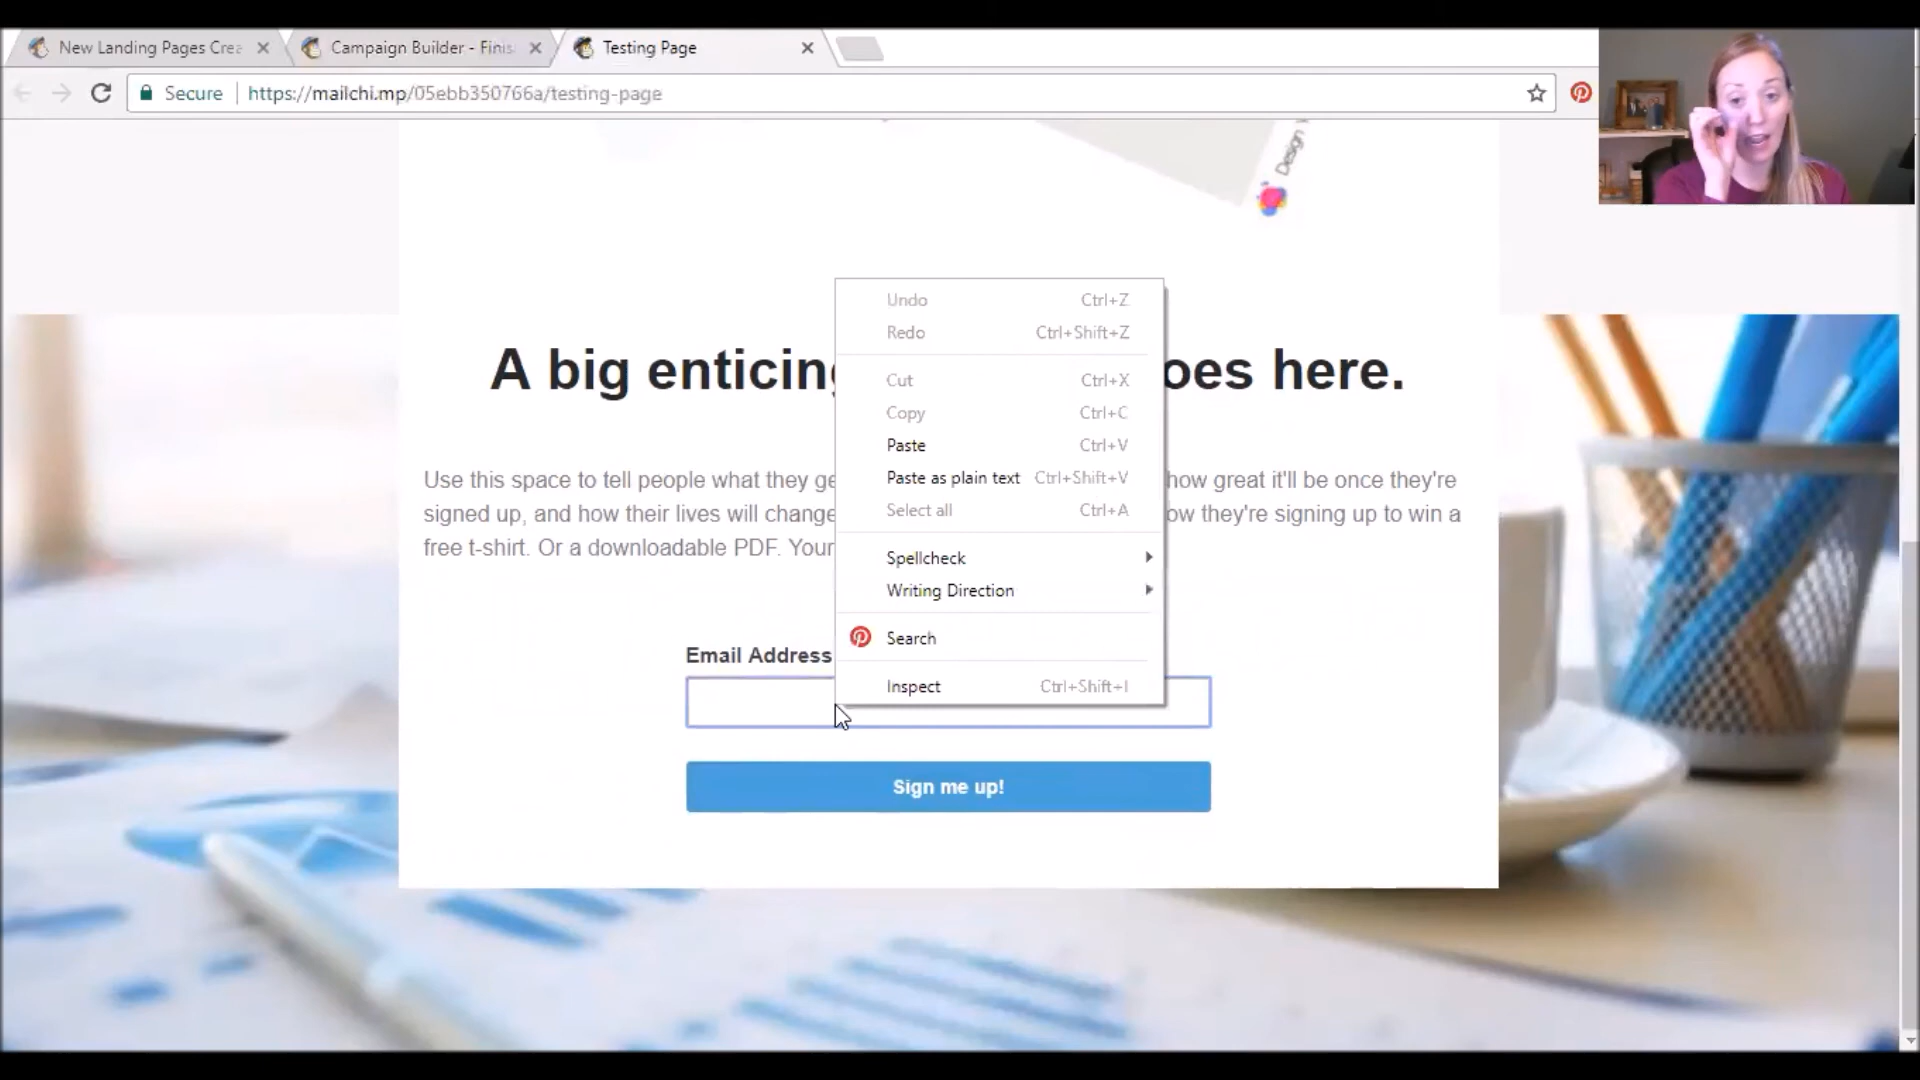 New Landing Pages Crea
Campaign Builder - Finis
Testing Page
Secure
https://mailchi.mp/05ebb350766a/testing-page
Design
Undo Ctrl+Z
Redo Ctrl+Shift+Z
Cut Ctrl+X
Copy Ctrl+C
Paste Ctrl+V
Paste as plain text Ctrl+Shift+V
Select all Ctrl+A
Spellcheck
Writing Direction
Search
Inspect Ctrl+Shift+I
A big enticing oes here.
Use this space to tell people what they ge how great it'll be once they're
signed up, and how their lives will change ow they're signing up to win a
free t-shirt. Or a downloadable PDF. Your
Email Address
Sign me up!